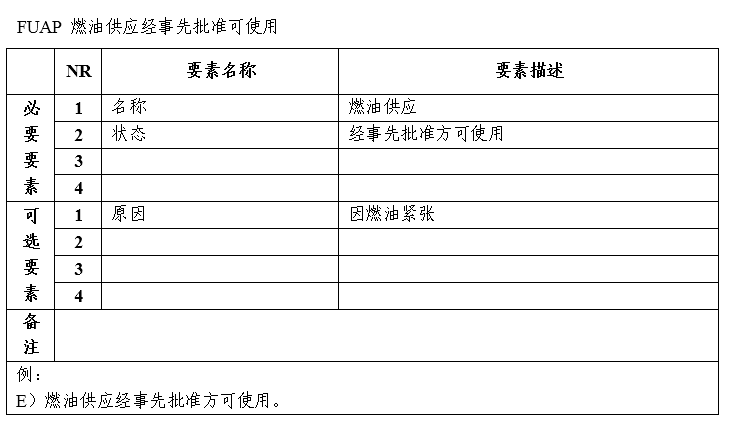 FUAP 燃油供应经事先批准可使用
NR 要素名称 要素描述
必要要素
1 名称 燃油供应
2 状态 经事先批准方可使用
3
4
可选要素
1 原因 因燃油紧张
2
3
4
备注
例：
E）燃油供应经事先批准方可使用。